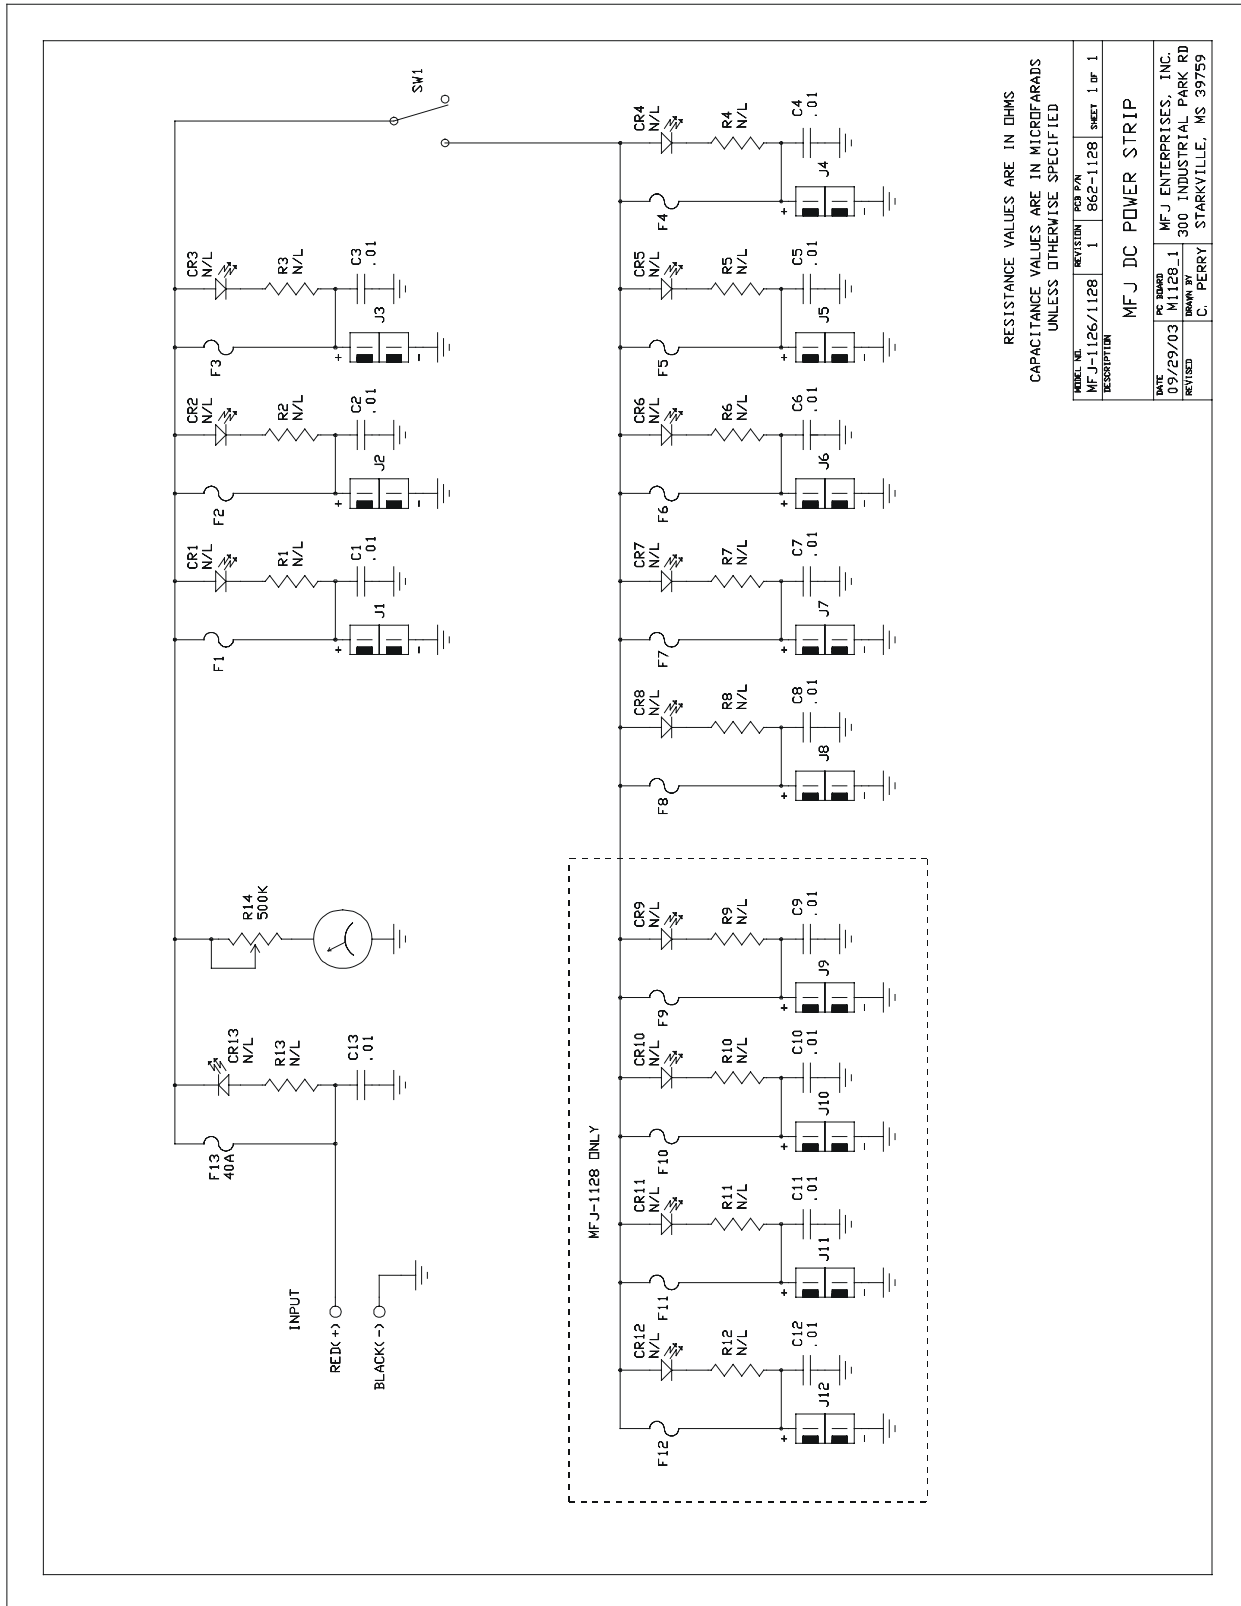 INPUT
RED(+)
BLACK(-)
F13
40A
CR13
N/L
R13
N/L
C13
.01
R14
500K
F1
CR1
N/L
R1
N/L
C1
.01
+
J1
-
F2
CR2
N/L
R2
N/L
C2
.01
+
J2
-
F3
CR3
N/L
R3
N/L
C3
.01
+
J3
-
SW1
MFJ-1128 ONLY
F12
CR12
N/L
R12
N/L
C12
.01
+
J12
-
F11
CR11
N/L
R11
N/L
C11
.01
+
J11
-
F10
CR10
N/L
R10
N/L
C10
.01
+
J10
-
F9
CR9
N/L
R9
N/L
C9
.01
+
J9
-
F8
CR8
N/L
R8
N/L
C8
.01
+
J8
-
F7
CR7
N/L
R7
N/L
C7
.01
+
J7
-
F6
CR6
N/L
R6
N/L
C6
.01
+
J6
-
F5
CR5
N/L
R5
N/L
C5
.01
+
J5
-
F4
CR4
N/L
R4
N/L
C4
.01
+
J4
-
RESISTANCE VALUES ARE IN OHMS
CAPACITANCE VALUES ARE IN MICROFARADS
UNLESS OTHERWISE SPECIFIED
MODEL NO.
MFJ-1126/1128
REVISION
1
PCB P/N
862-1128
SHEET 1 OF 1
DESCRIPTION
MFJ DC POWER STRIP
DATE
09/29/03
PC BOARD
M1128_1
REVISED
DRAWN BY
C. PERRY
MFJ ENTERPRISES, INC.
300 INDUSTRIAL PARK RD
STARKVILLE, MS 39759